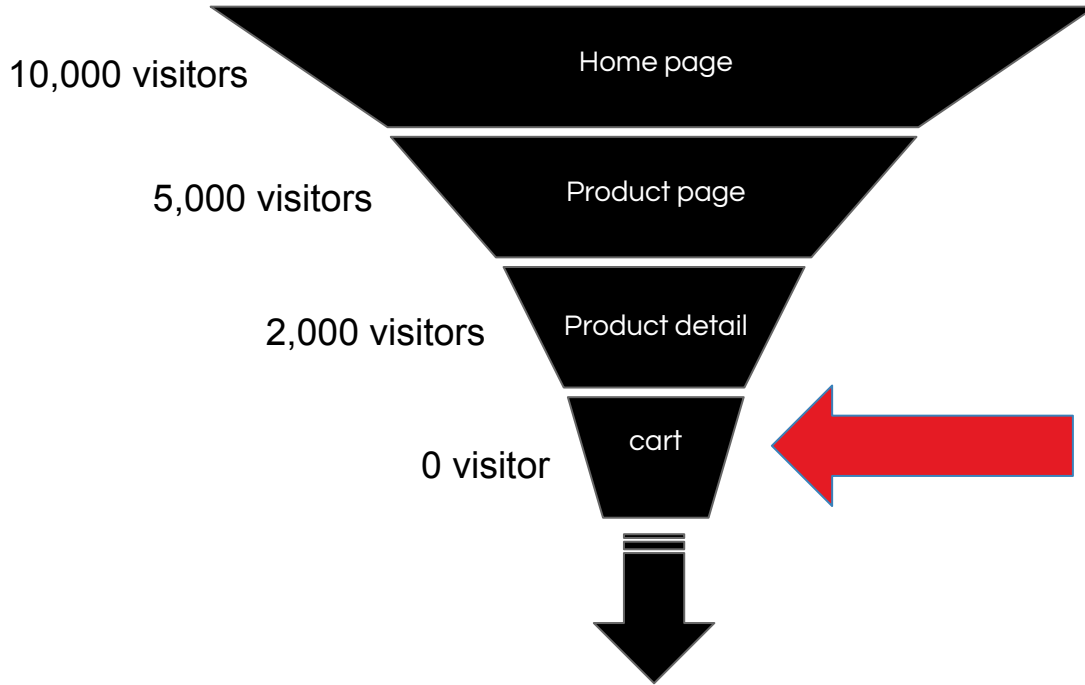 Home page
10,000 visitors
Product page
5,000 visitors
Product detail
2,000 visitors
cart
0 visitor